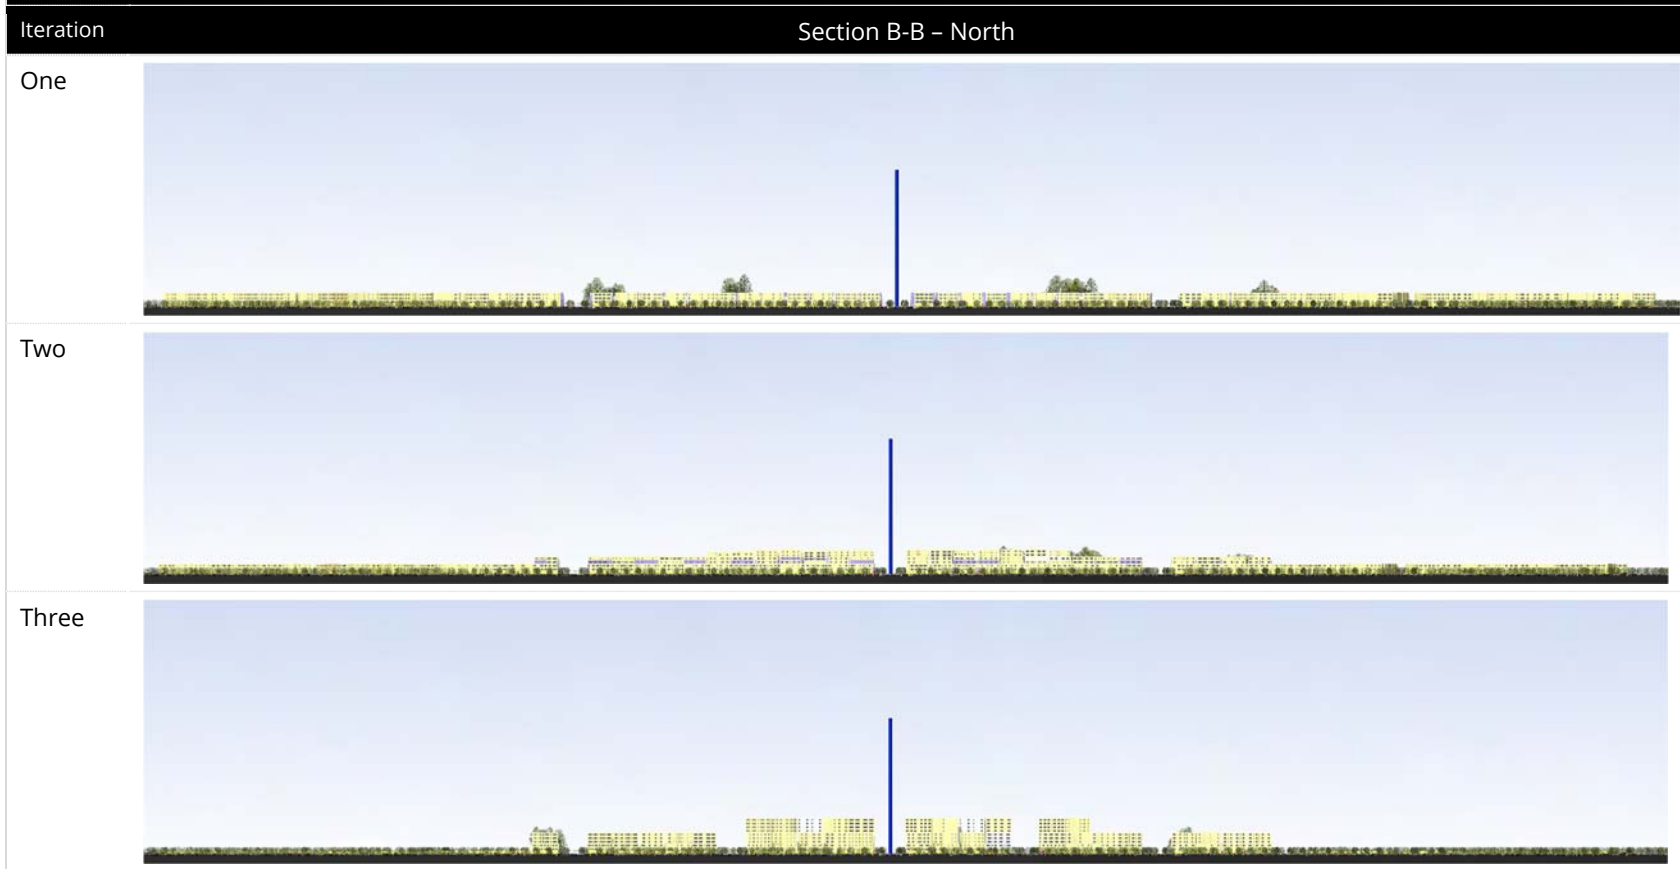 Iteration
Section B-B – North
One
Two
Three